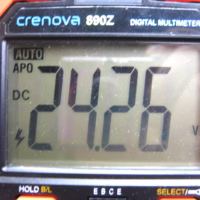 crenova 890Z DIGITAL MULTIMETER
AUTO
APO
DC 24.26 V
HOLD B/L E B C E SELECT/